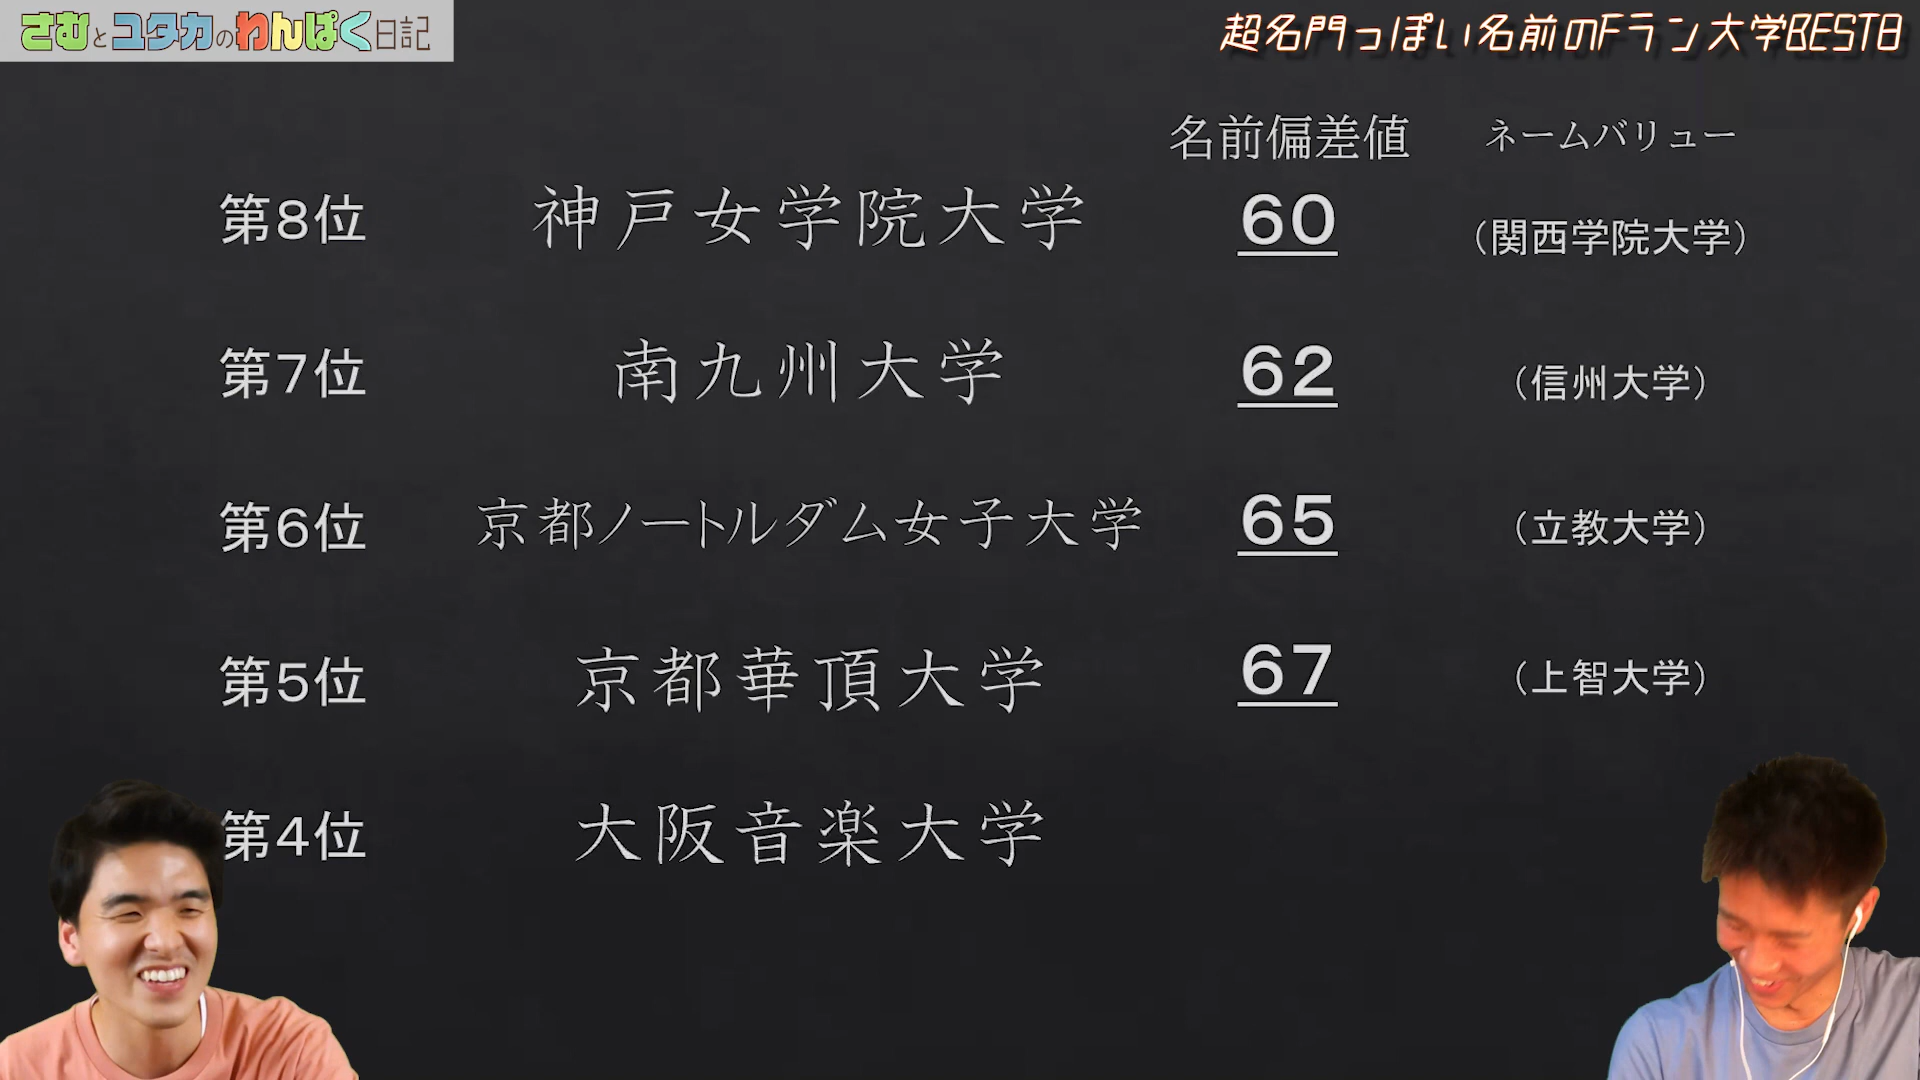 さむとユタカのわんぱく日記
超名門っぽい名前のFラン大学BEST8
名前偏差値 ネームバリュー
第8位 神戸女学院大学 60 (関西学院大学)
第7位 南九州大学 62 (信州大学)
第6位 京都ノートルダム女子大学 65 (立教大学)
第5位 京都華頂大学 67 (上智大学)
第4位 大阪音楽大学